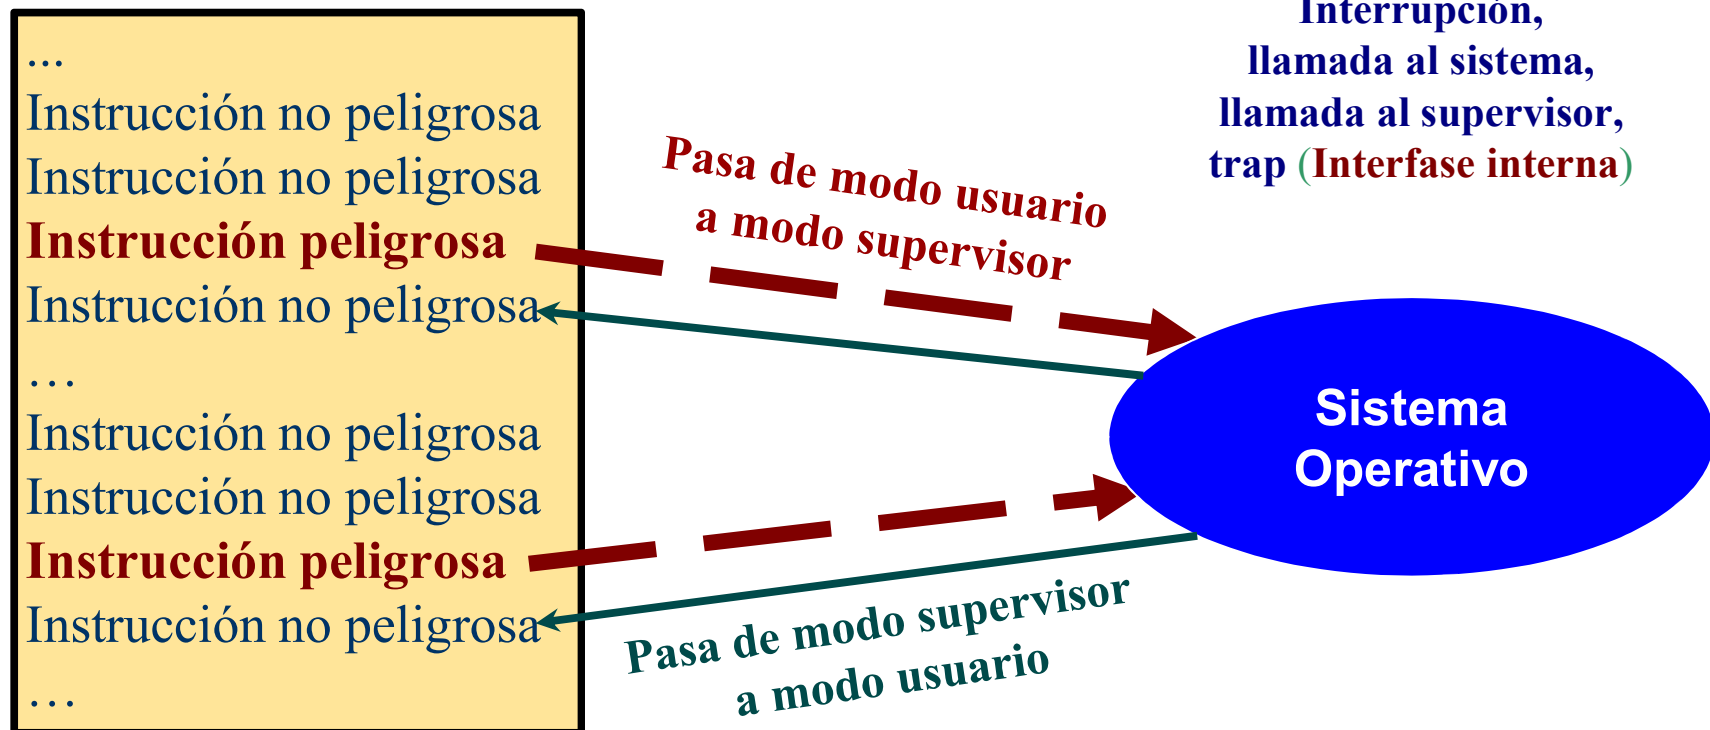 ...
Instrucción no peligrosa
Instrucción no peligrosa
Instrucción peligrosa
Instrucción no peligrosa
…
Instrucción no peligrosa
Instrucción no peligrosa
Instrucción peligrosa
Instrucción no peligrosa
…
Pasa de modo usuario
a modo supervisor
Interrupción,
llamada al sistema,
llamada al supervisor,
trap (Interfase interna)
Sistema
Operativo
Pasa de modo supervisor
a modo usuario